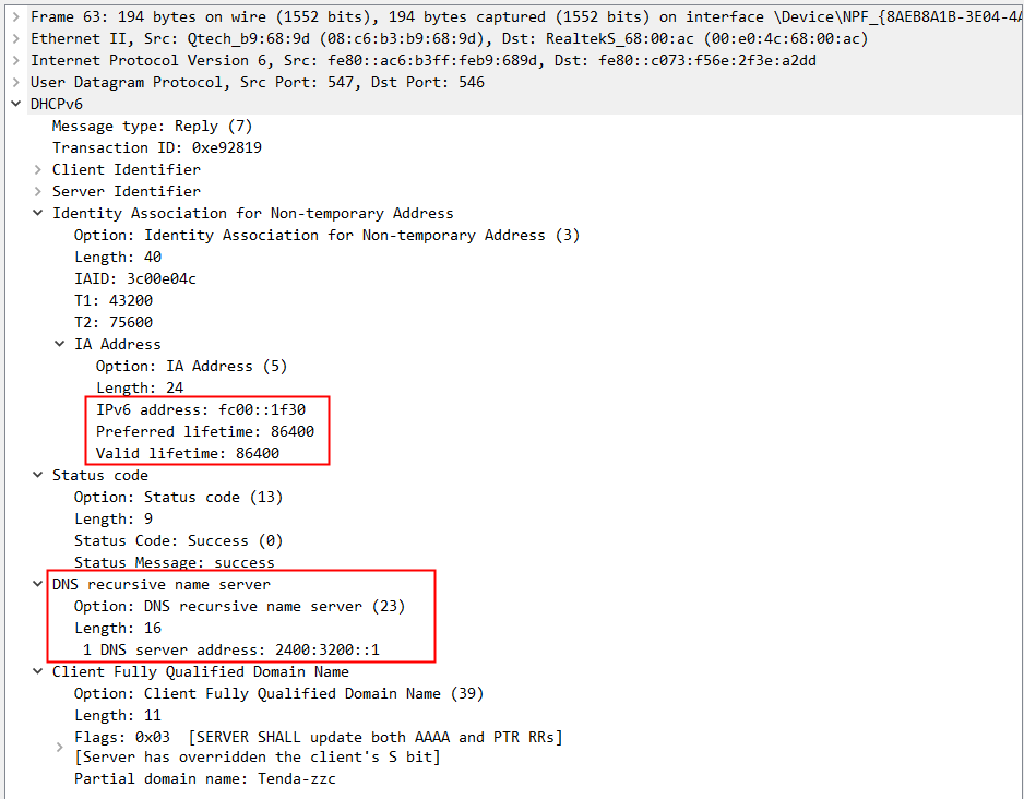 Frame 63: 194 bytes on wire (1552 bits), 194 bytes captured (1552 bits) on interface \Device\NPF_{8AEB8A1B-3E04-4A
Ethernet II, Src: Qtech_b9:68:9d (08:c6:b3:b9:68:9d), Dst: RealtekS_68:00:ac (00:e0:4c:68:00:ac)
Internet Protocol Version 6, Src: fe80::ac6:b3ff:feb9:689d, Dst: fe80::c073:f56e:2f3e:a2dd
User Datagram Protocol, Src Port: 547, Dst Port: 546
DHCPv6
Message type: Reply (7)
Transaction ID: 0xe92819
Client Identifier
Server Identifier
Identity Association for Non-temporary Address
Option: Identity Association for Non-temporary Address (3)
Length: 40
IAID: 3c00e04c
T1: 43200
T2: 75600
IA Address
Option: IA Address (5)
Length: 24
IPv6 address: fc00::1f30
Preferred lifetime: 86400
Valid lifetime: 86400
Status code
Option: Status code (13)
Length: 9
Status Code: Success (0)
Status Message: success
DNS recursive name server
Option: DNS recursive name server (23)
Length: 16
1 DNS server address: 2400:3200::1
Client Fully Qualified Domain Name
Option: Client Fully Qualified Domain Name (39)
Length: 11
Flags: 0x03 [SERVER SHALL update both AAAA and PTR RRs]
[Server has overridden the client's S bit]
Partial domain name: Tenda-zzc